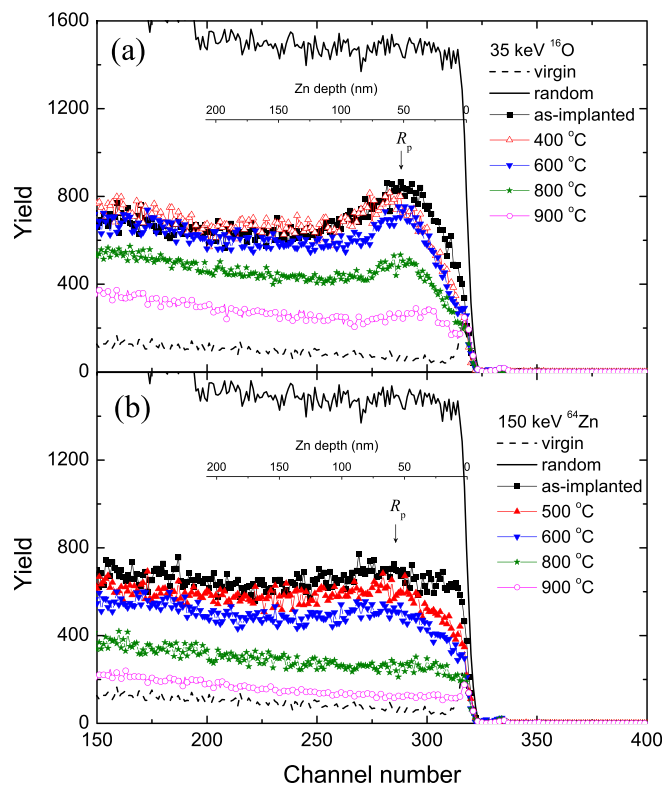 1600
(a)
35 keV ¹⁶O
virgin
random
as-implanted
400 °C
600 °C
800 °C
900 °C
Zn depth (nm)
200 150 100 50 0
Rp
1200
800
400
0
Yield
(b)
150 keV ⁶⁴Zn
virgin
random
as-implanted
500 °C
600 °C
800 °C
900 °C
Zn depth (nm)
200 150 100 50 0
Rp
1200
800
400
0
Yield
150 200 250 300 350 400
Channel number